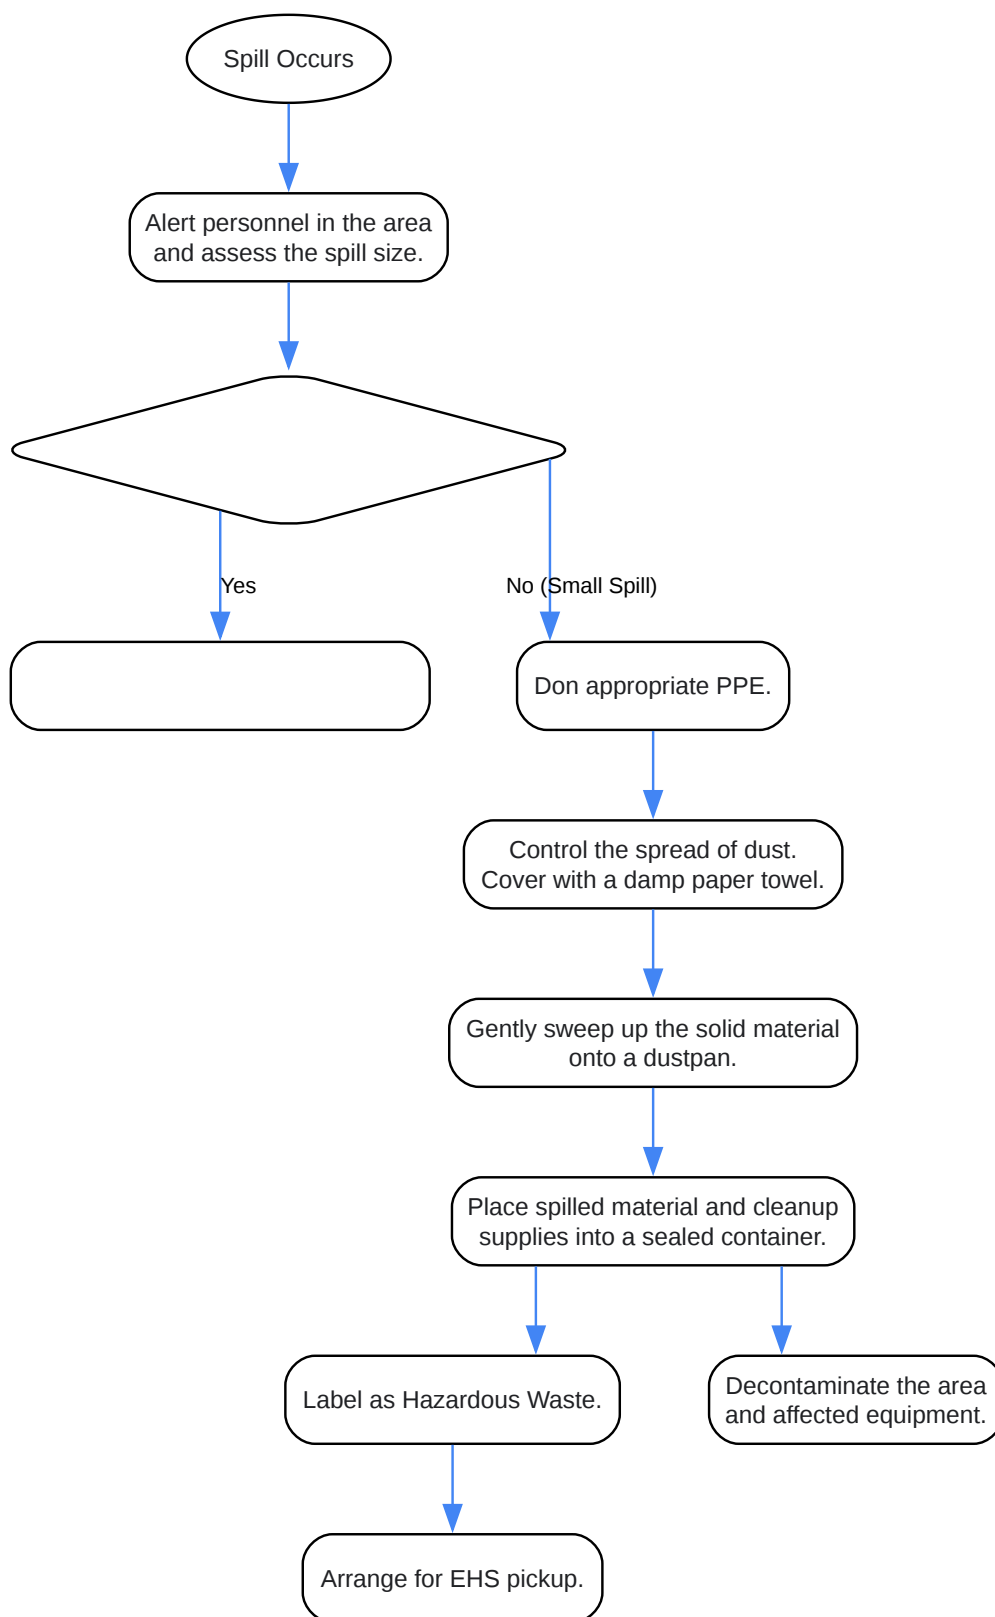 Spill Occurs
Alert personnel in the area
and assess the spill size.
Yes
No (Small Spill)
Don appropriate PPE.
Control the spread of dust.
Cover with a damp paper towel.
Gently sweep up the solid material
onto a dustpan.
Place spilled material and cleanup
supplies into a sealed container.
Label as Hazardous Waste.
Decontaminate the area
and affected equipment.
Arrange for EHS pickup.